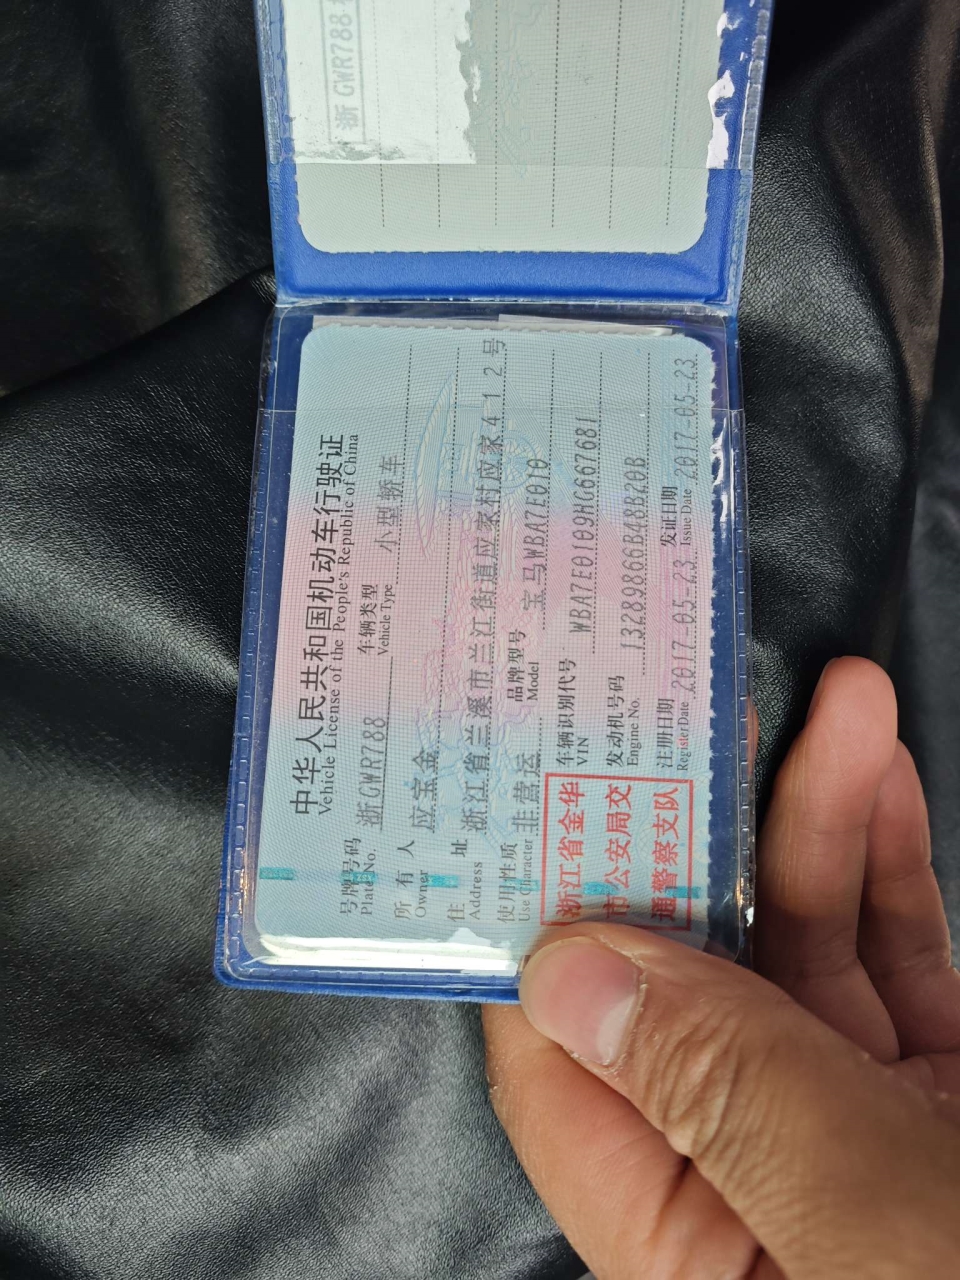 浙GWR788
中华人民共和国机动车行驶证
Vehicle License of the People's Republic of China
号牌号码 浙GWR788 车辆类型 小型轿车
Plate No. Vehicle Type
所有人 应宝金
Owner
住址 浙江省兰溪市兰江街道应家村应家412号
Address
使用性质 非营运 品牌型号 宝马WBA7E010
Use Character Model
车辆识别代号 WBA7E0109HG667681
VIN
发动机号码 13289866B48B20B
Engine No.
注册日期 2017-05-23 发证日期 2017-05-23
Register Date Issue Date
浙江省金华
市公安局交
通警察支队